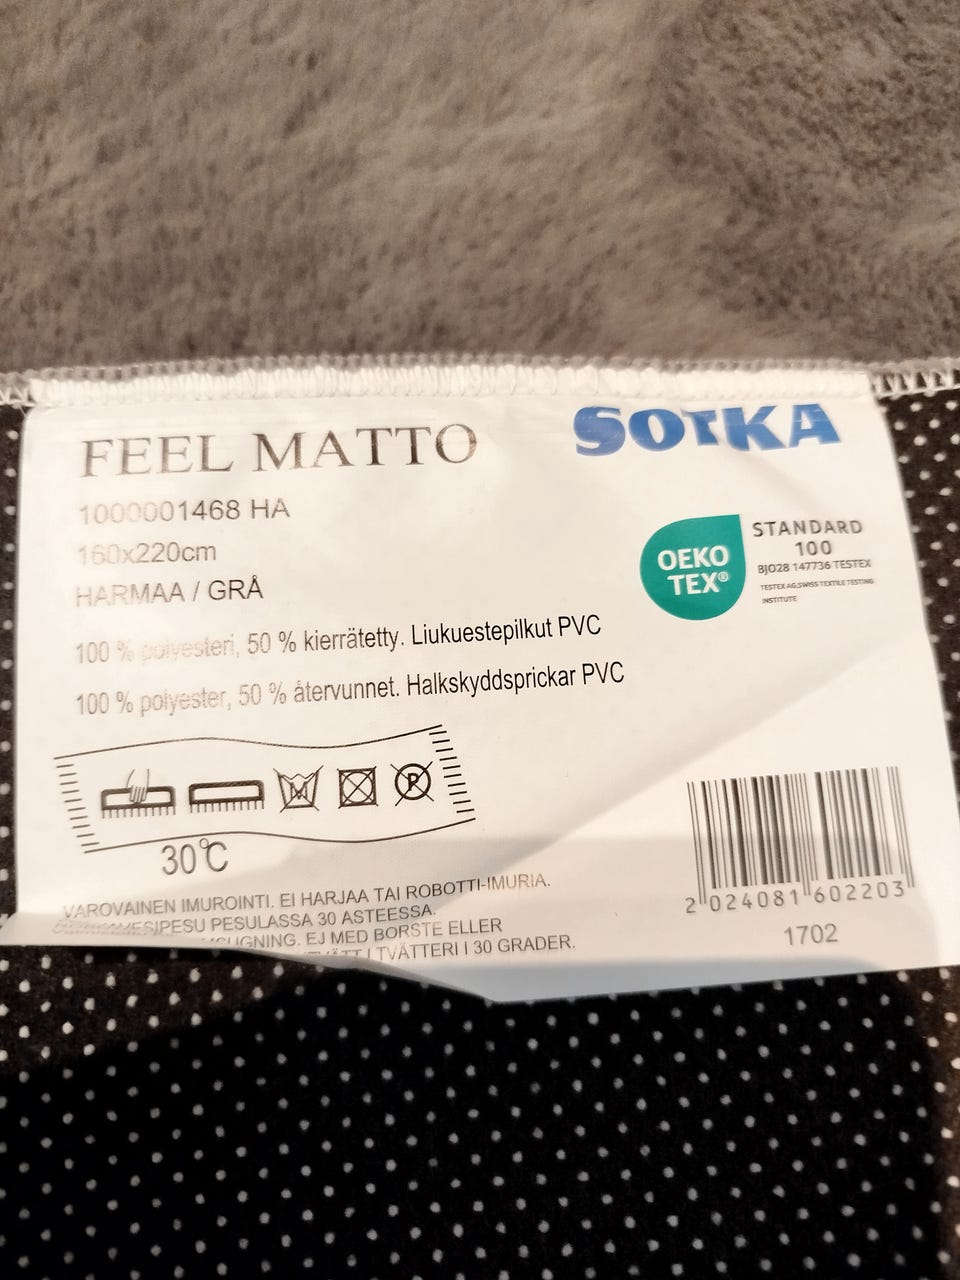 FEEL MATTO
SOTKA
1000001468 HA
160x220cm
HARMAA / GRÅ
OEKO
TEX®
STANDARD
100
BJ028 147736 TESTEX
TESTEX AG, SWISS TEXTILE TESTING
INSTITUTE
100 % polyesteri, 50 % kierrätetty. Liukuestepilkut PVC
100 % polyester, 50 % återvunnet. Halkskyddsprickar PVC
P
30°C
VAROVAINEN IMUROINTI. EI HARJAA TAI ROBOTTI-IMURIA.
PESULASSA 30 ASTEESSA.
EJ MED BORSTE ELLER
I TVÄTTERI I 30 GRADER.
2 024081 602203
1702